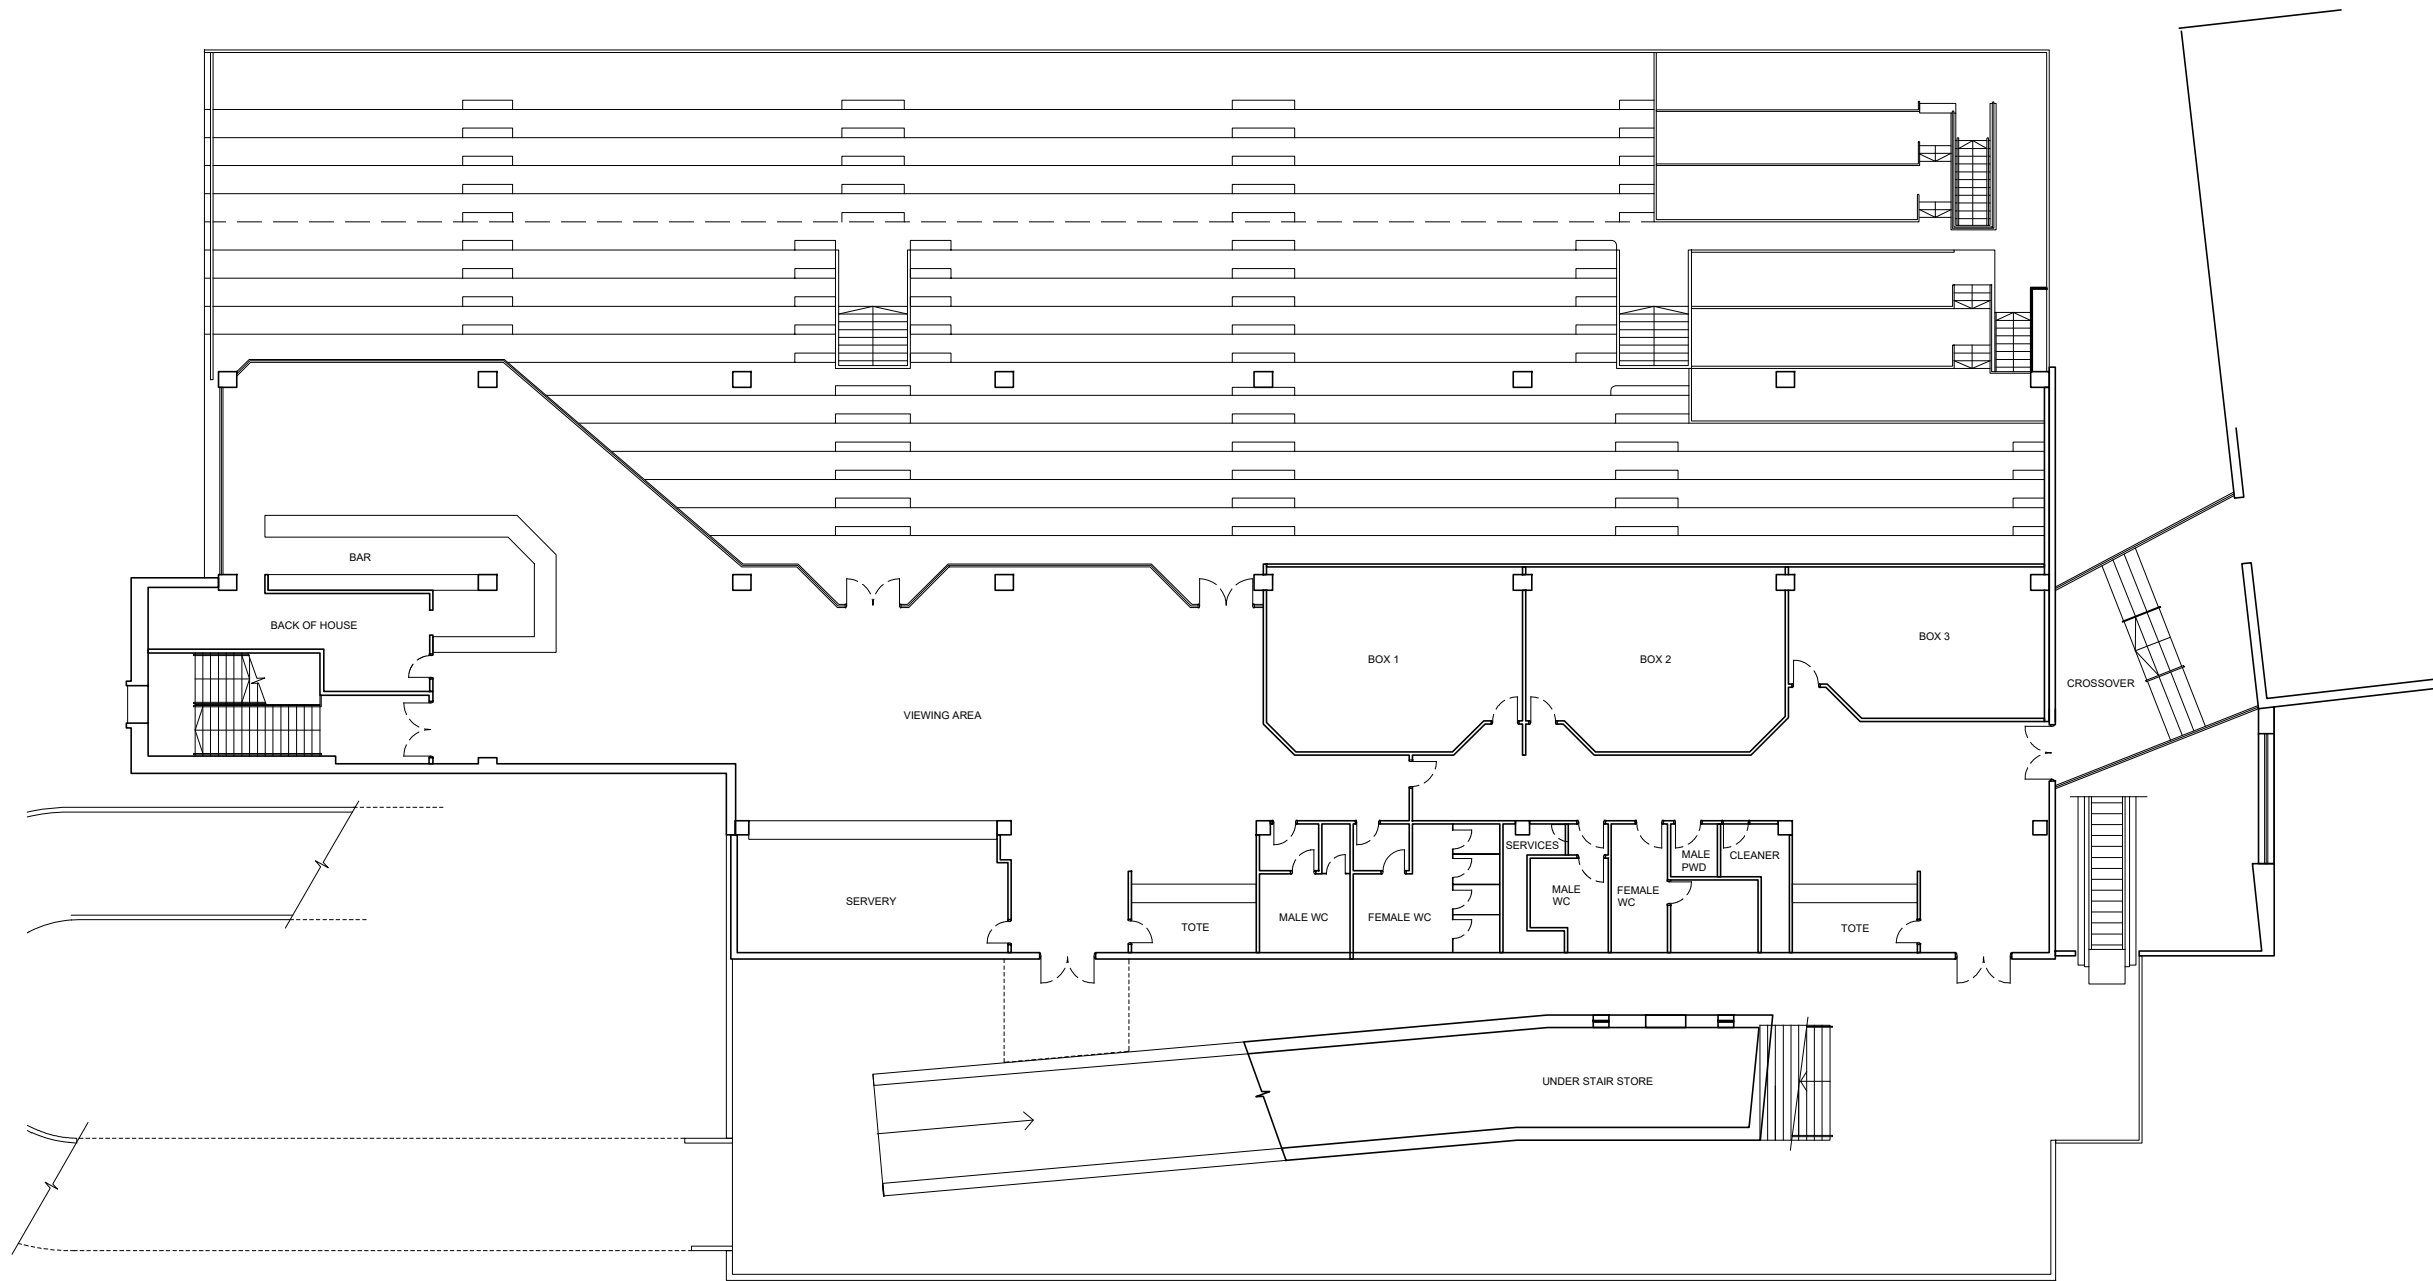 BAR
BACK OF HOUSE
BOX 1
BOX 2
BOX 3
CROSSOVER
VIEWING AREA
SERVICES
MALE
PWD
CLEANER
SERVERY
TOTE
MALE WC
FEMALE WC
MALE
WC
FEMALE
WC
TOTE
UNDER STAIR STORE